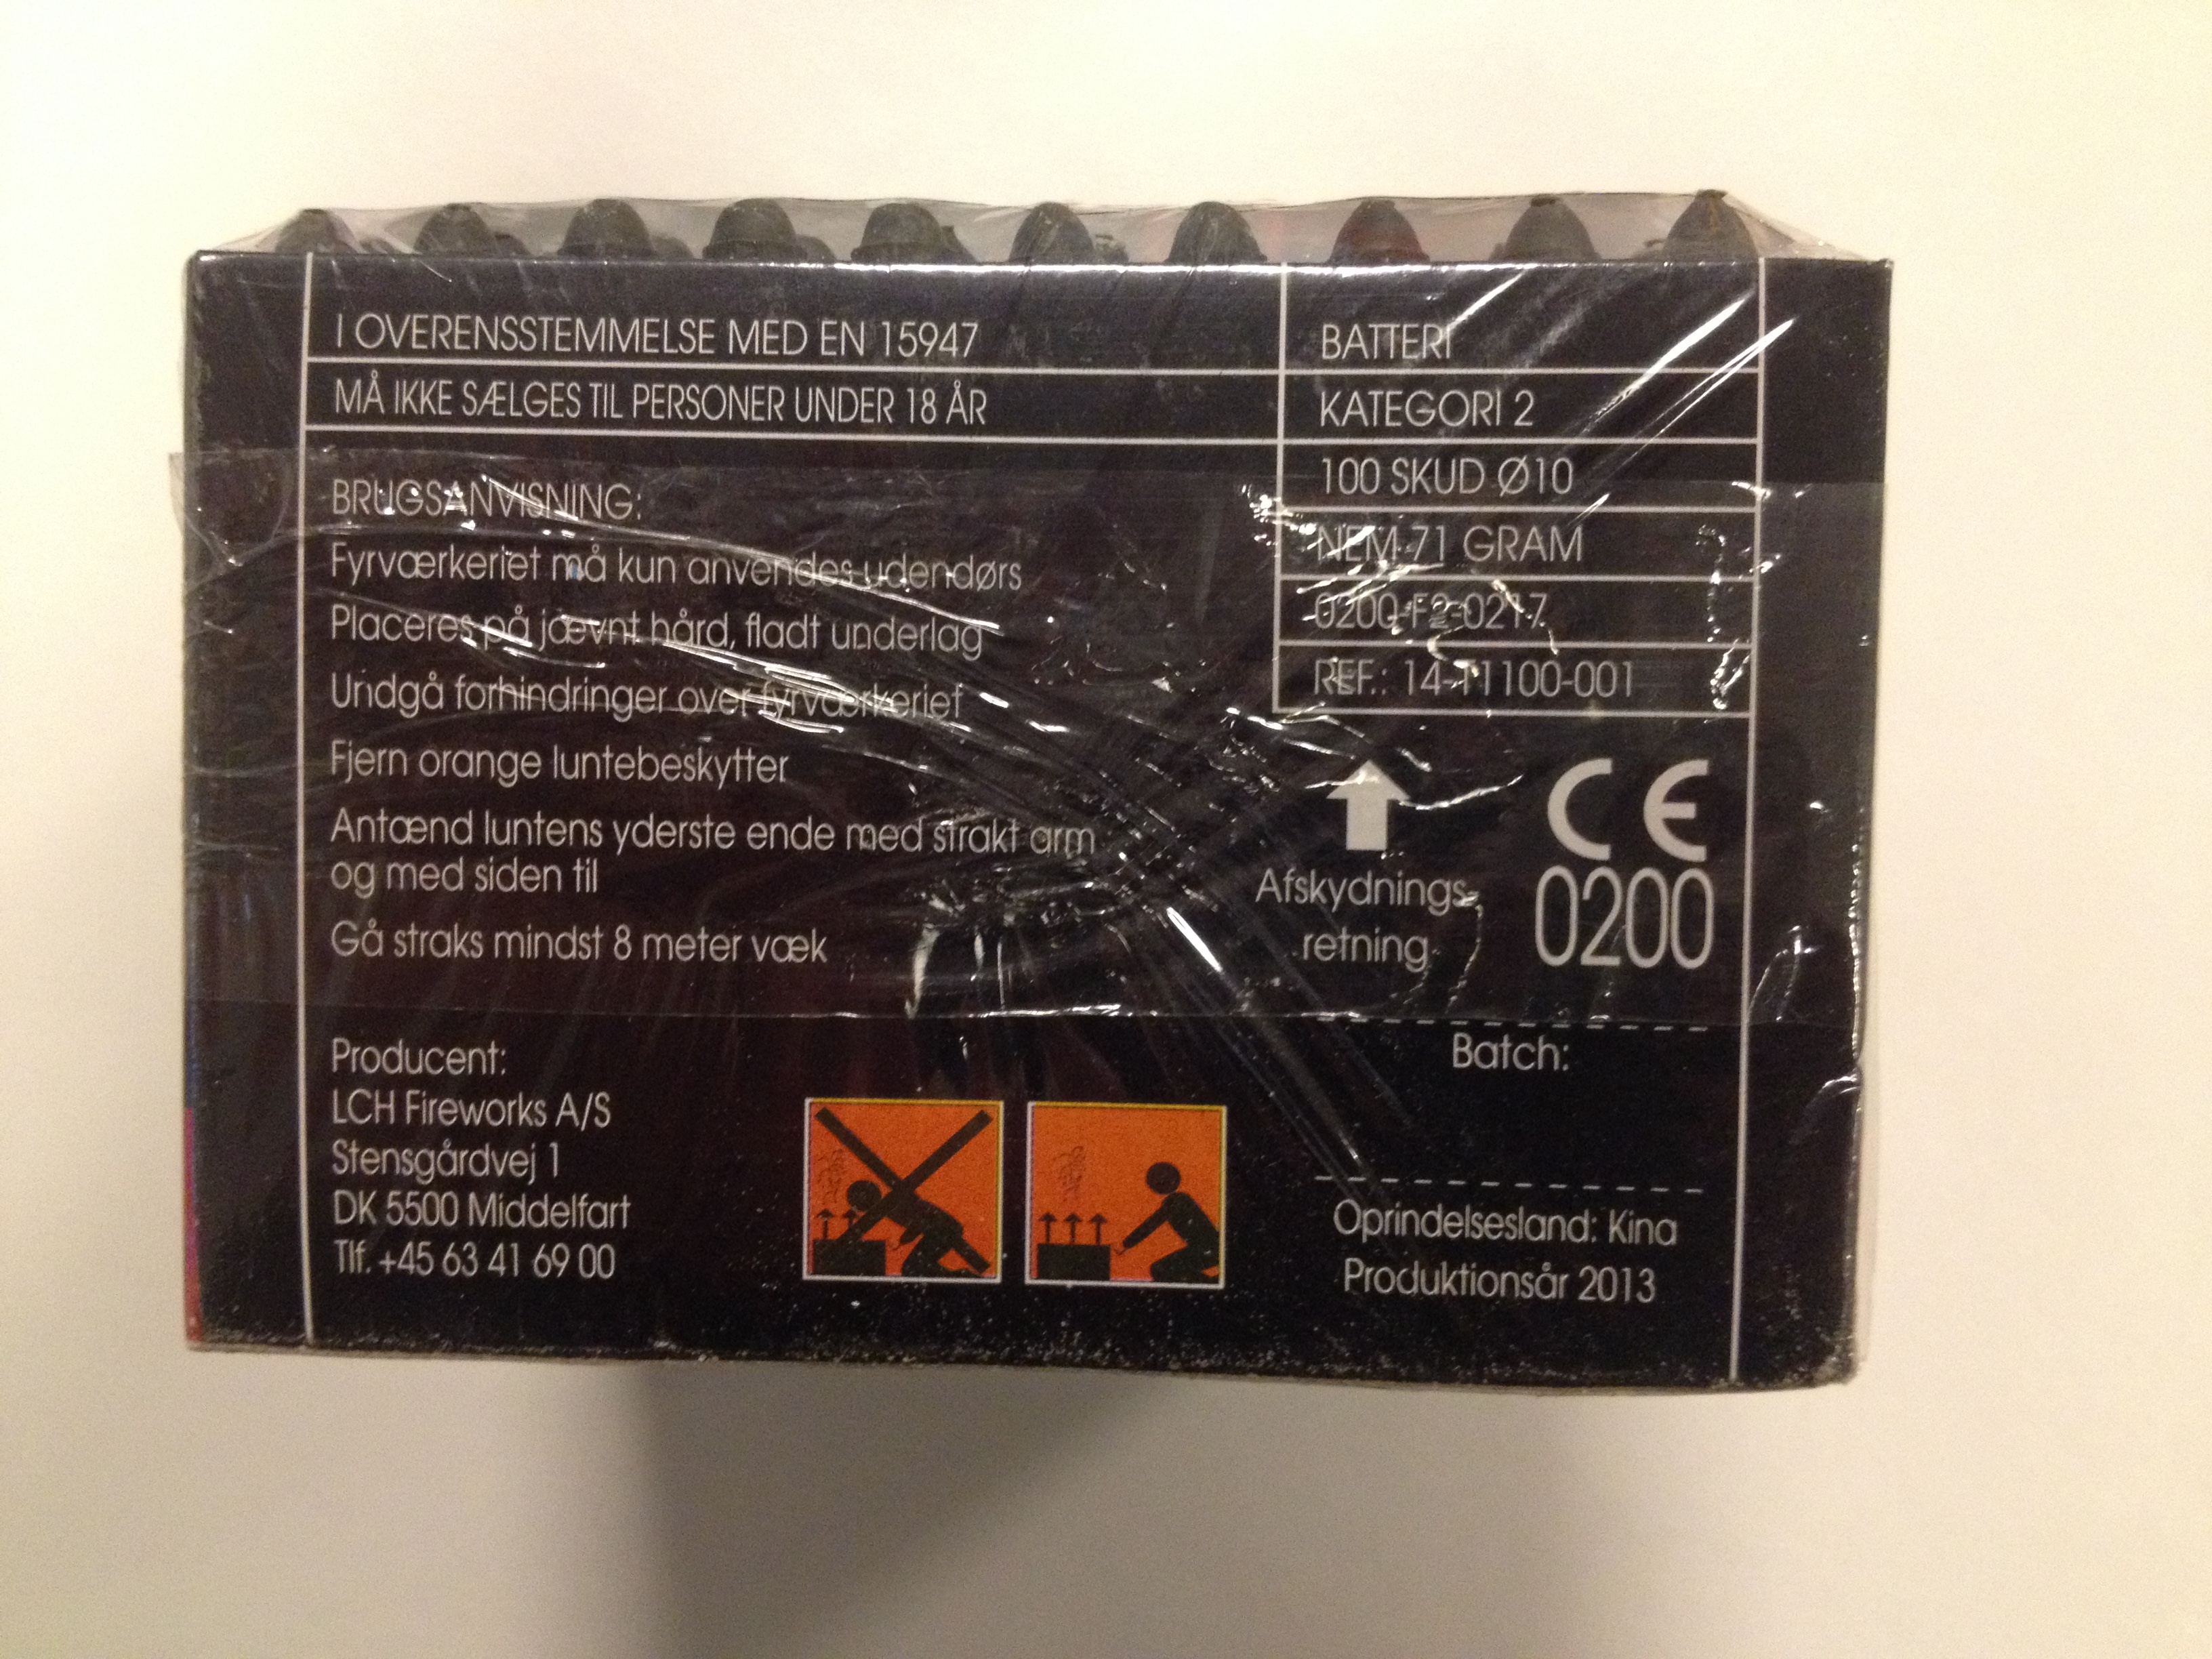 I OVERENSSTEMMELSE MED EN 15947
MÅ IKKE SÆLGES TIL PERSONER UNDER 18 ÅR
BRUGSANVISNING:
Fyrværkeriet må kun anvendes udendørs
Placeres på jævnt hård, fladt underlag
Undgå forhindringer over fyrværkeriet
Fjern orange luntebeskytter
Antænd luntens yderste ende med strakt arm
og med siden til
Gå straks mindst 8 meter væk
Producent:
LCH Fireworks A/S
Stensgårdvej 1
DK 5500 Middelfart
Tlf. +45 63 41 69 00
BATTERI
KATEGORI 2
100 SKUD Ø10
NEM 71 GRAM
0200-F2-0217
REF.: 14-11100-001
Afskydnings-
retning
CE
0200
Batch:
Oprindelsesland: Kina
Produktionsår 2013